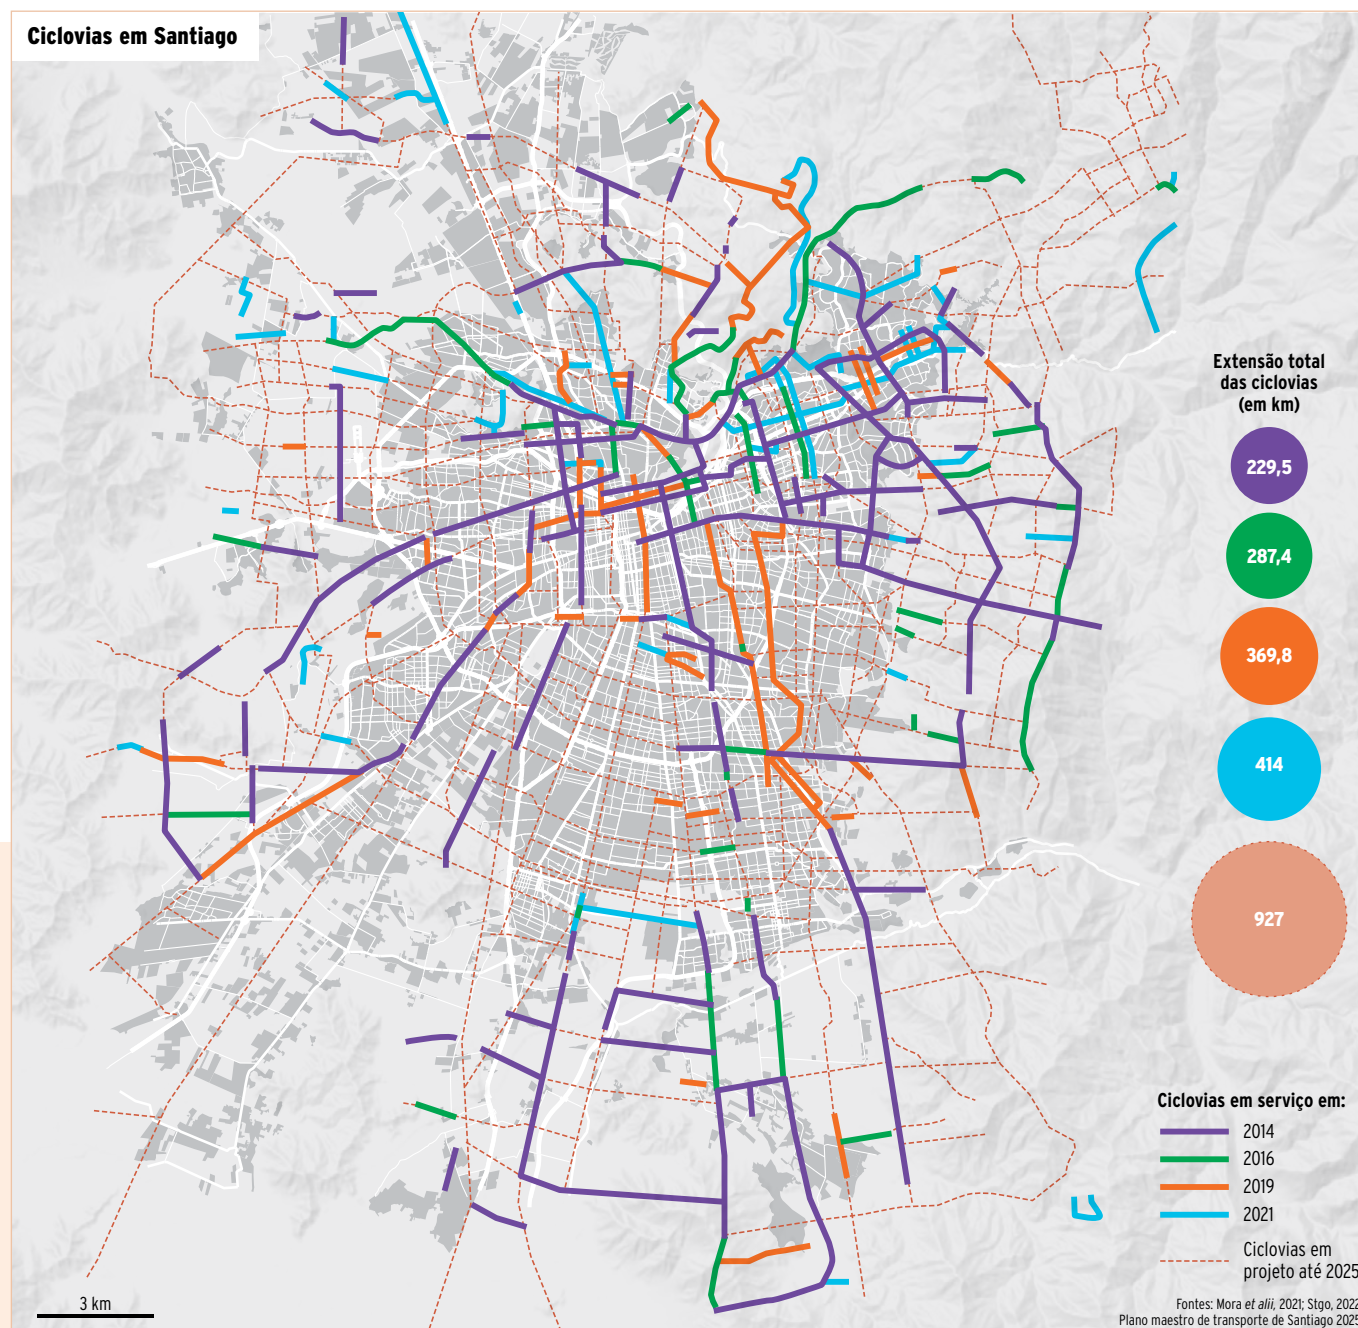 Ciclovias em Santiago
Extensão total
das ciclovias
(em km)
229,5
287,4
369,8
414
927
Ciclovias em serviço em:
2014
2016
2019
2021
Ciclovias em
projeto até 2025
3 km
Fontes: Mora et alii, 2021; Stgo, 2022
Plano maestro de transporte de Santiago 2025